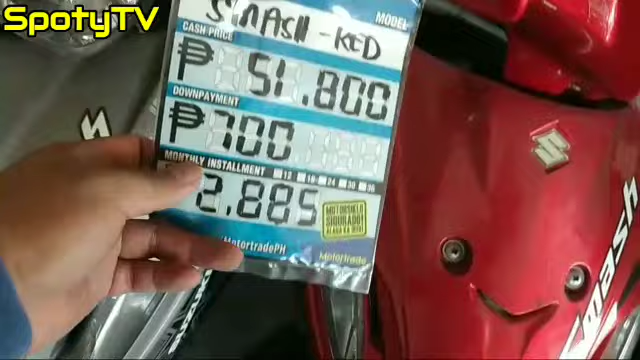 SpotyTV
SMASH - RED
MODEL
CASH PRICE
₱ 51.800
DOWNPAYMENT
₱ 700
MONTHLY INSTALLMENT 12 18 24 30 36
2.885
MOTORSIKLO
SIGURADO!
/MotortradePH
Motortrade
Smash
SUZUKI